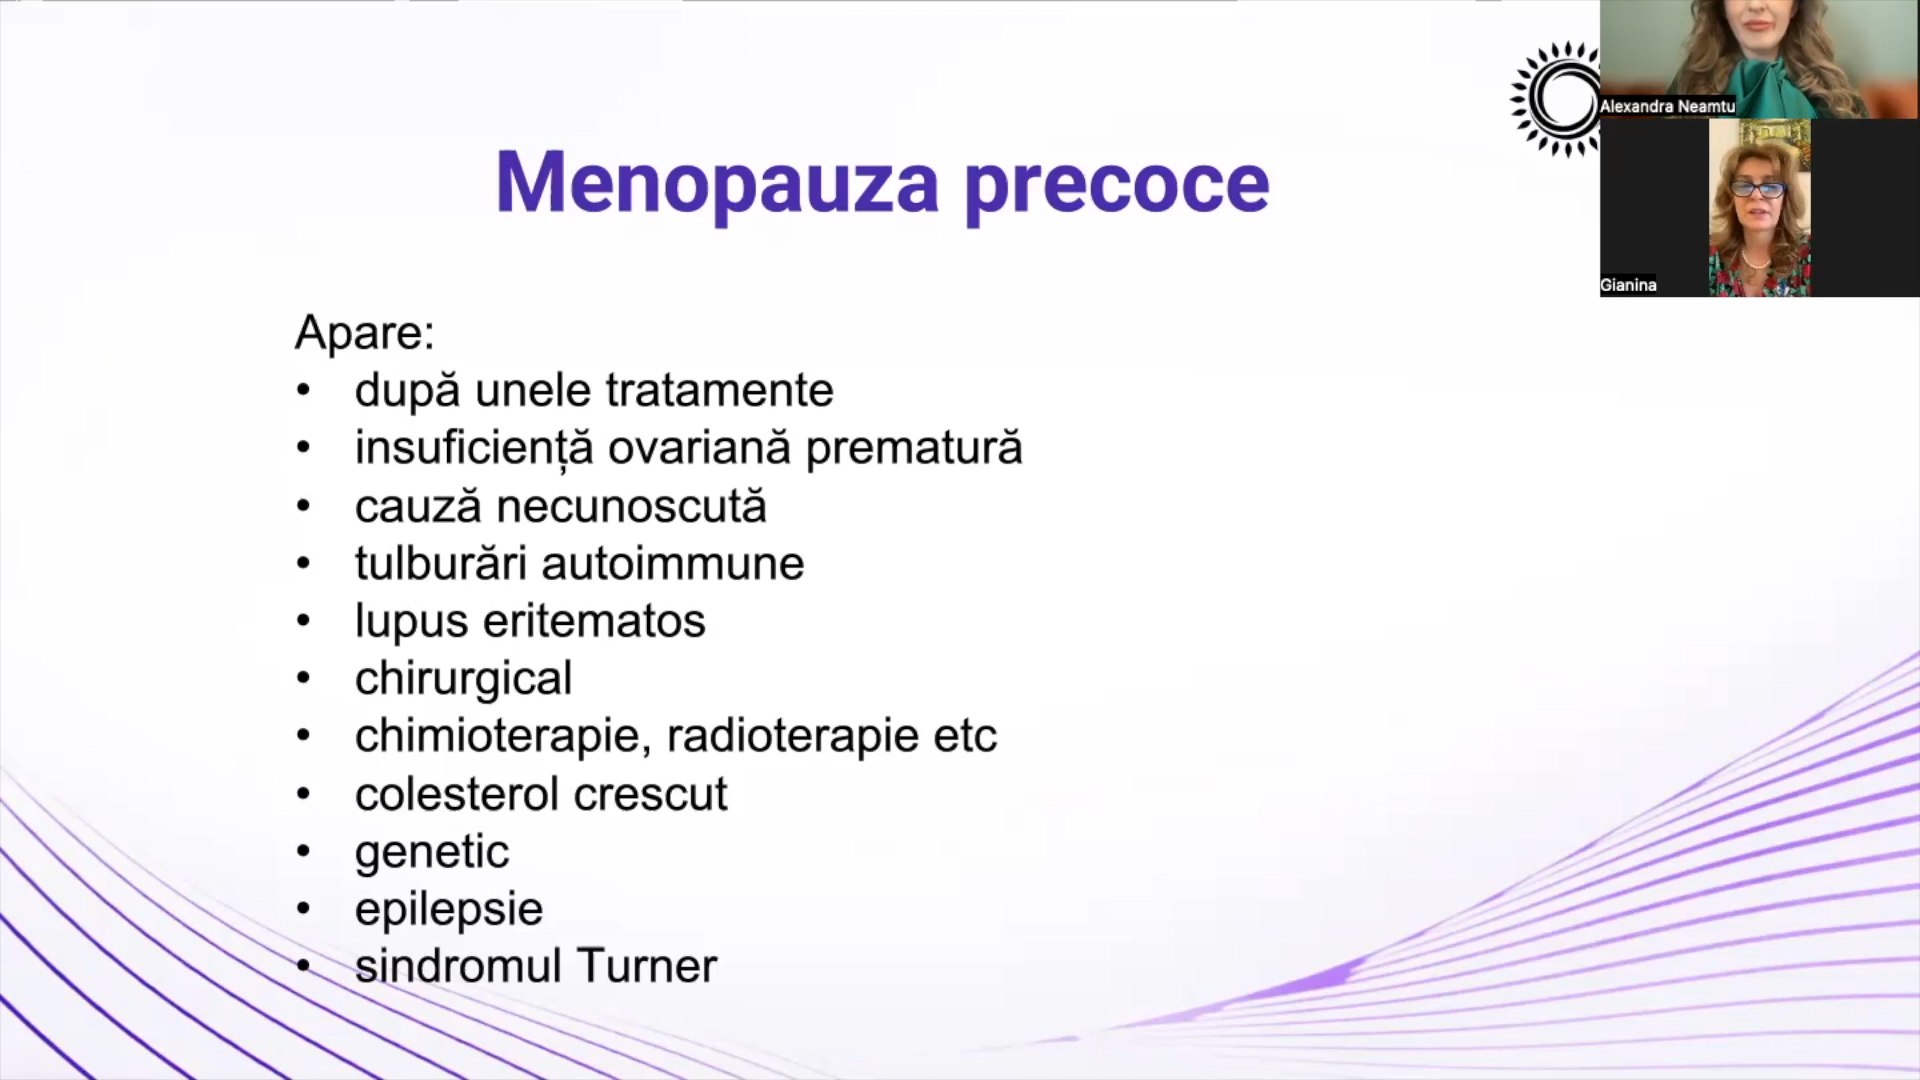 Menopauza precoce
Apare:
• după unele tratamente
• insuficiență ovariană prematură
• cauză necunoscută
• tulburări autoimmune
• lupus eritematos
• chirurgical
• chimioterapie, radioterapie etc
• colesterol crescut
• genetic
• epilepsie
• sindromul Turner
Alexandra Neamtu
Gianina